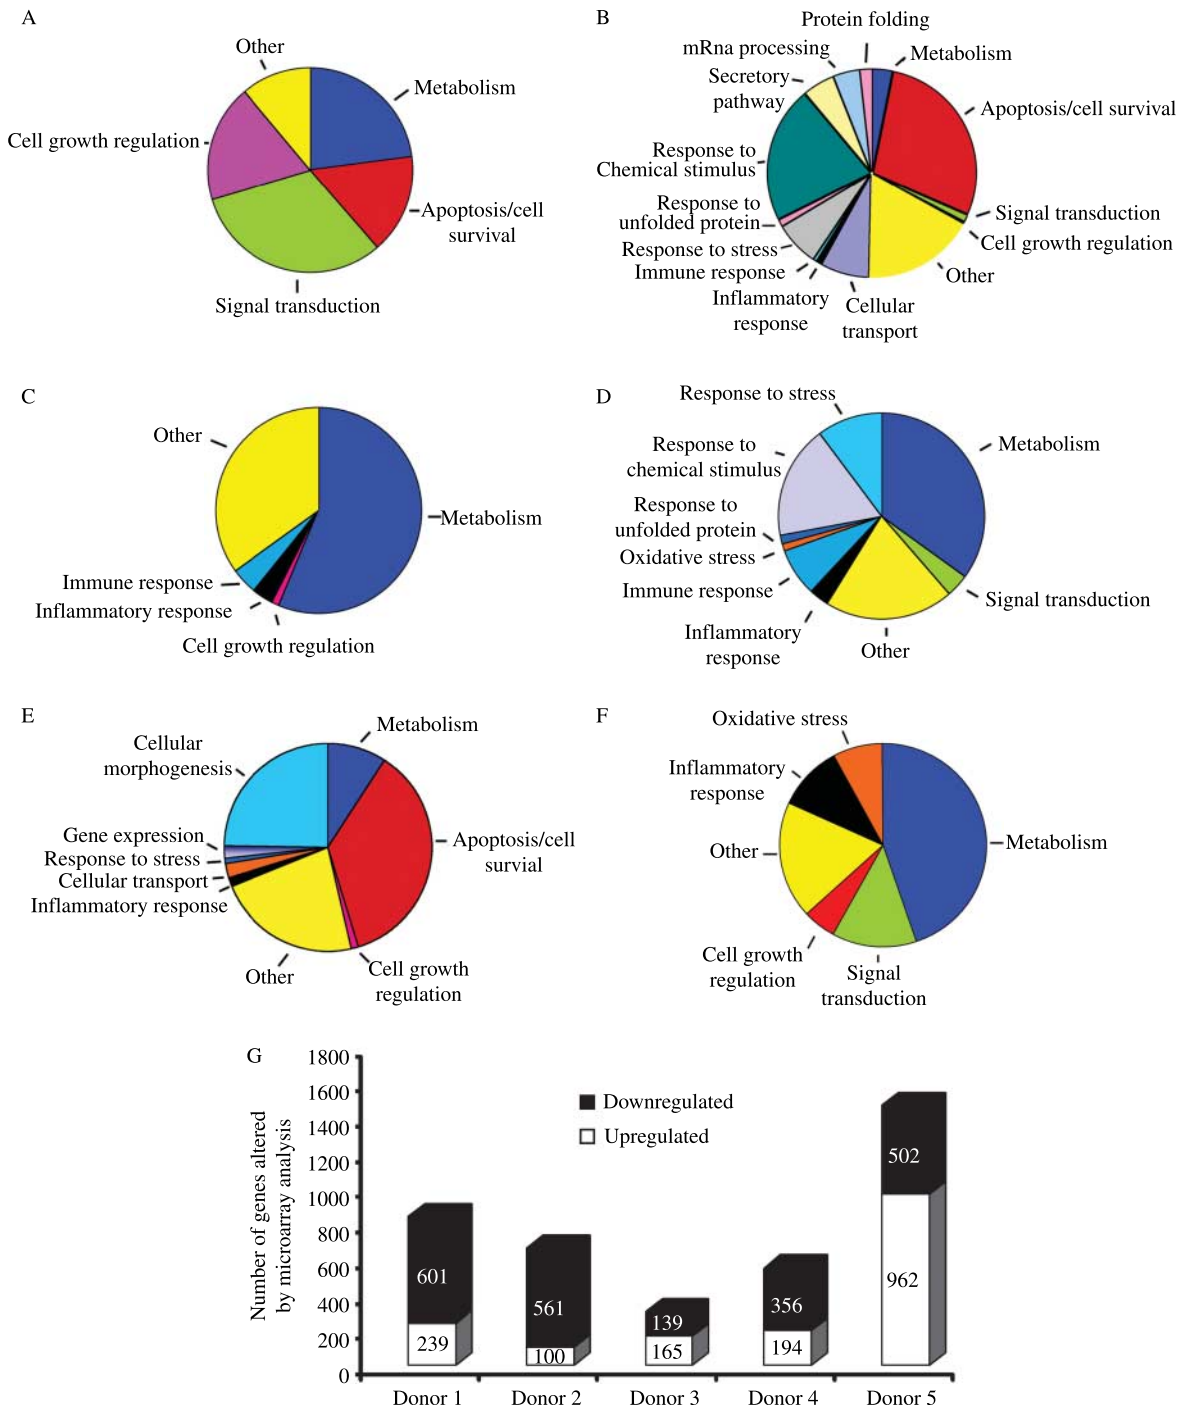 A
Other
Metabolism
Cell growth regulation
Apoptosis/cell
survival
Signal transduction
B
Protein folding
mRna processing
Metabolism
Secretory
pathway
Apoptosis/cell survival
Response to
Chemical stimulus
Response to
unfolded protein
Signal transduction
Response to stress
Cell growth regulation
Immune response
Other
Inflammatory
response
Cellular
transport
C
Other
Metabolism
Immune response
Inflammatory response
Cell growth regulation
D
Response to stress
Metabolism
Response to
chemical stimulus
Response to
unfolded protein
Oxidative stress
Immune response
Signal transduction
Inflammatory
response
Other
E
Metabolism
Cellular
morphogenesis
Gene expression
Apoptosis/cell
survial
Response to stress
Cellular transport
Inflammatory response
Other
Cell growth
regulation
F
Oxidative stress
Inflammatory
response
Metabolism
Other
Cell growth
regulation
Signal
transduction
G
Number of genes altered
by microarray analysis
1800
1600
1400
1200
1000
800
600
400
200
0
Downregulated
Upregulated
601
239
561
100
139
165
356
194
502
962
Donor 1
Donor 2
Donor 3
Donor 4
Donor 5